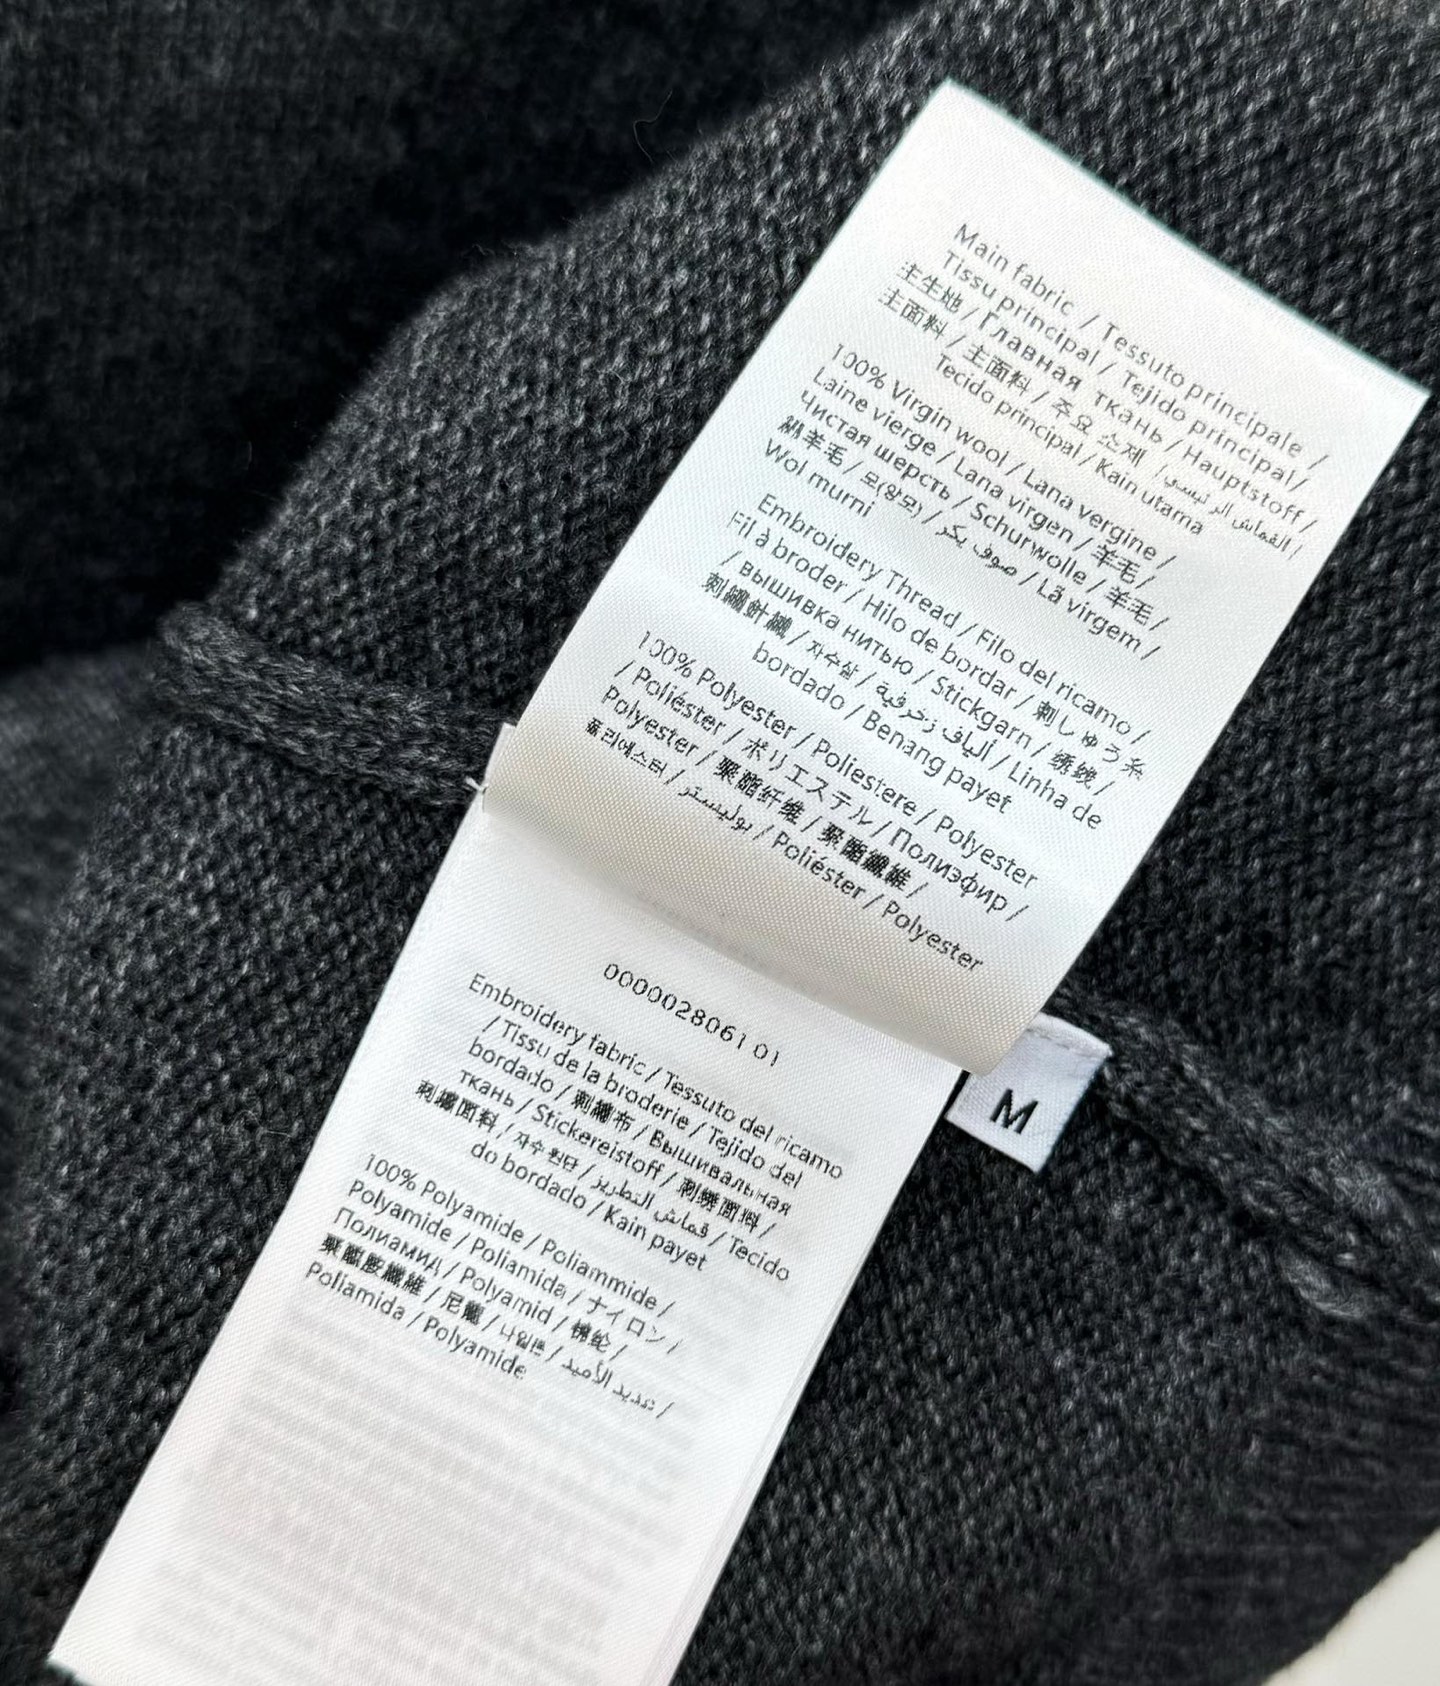 Main fabric / Tessuto principale /
Tissu principal / Tejido principal /
主生地 / Главная ткань / Hauptstoff /
主面料 / 主面料 / 주요 소재 / القماش الرئيسي /
Tecido principal / Kain utama
100% Virgin wool / Lana vergine /
Laine vierge / Lana virgen / 羊毛 /
Чистая шерсть / Schurwolle / 羊毛 /
羊毛 / 모(양모) / صوف بكر / Lã virgem /
Wol murni
Embroidery Thread / Filo del ricamo /
Fil à broder / Hilo de bordar / 刺しゅう糸
/ вышивка нитью / Stickgarn / 绣线 /
刺繡針織 / 자수실 / ألياف زخرفية / Linha de
bordado / Benang payet
100% Polyester / Poliestere / Polyester
/ Poliéster / ポリエステル / Полиэфир /
Polyester / 聚酯纤维 / 聚酯纖維 /
폴리에스터 / بوليستر / Poliéster / Polyester
M
000002806101
Embroidery fabric / Tessuto del ricamo
/ Tissu de la broderie / Tejido del
bordado / 刺繍布 / Вышивальная
ткань / Stickereistoff / 刺绣面料 /
刺繡面料 / 자수 원단 / قماش التطريز / Tecido
do bordado / Kain payet
100% Polyamide / Poliammide /
Polyamide / Poliamida / ナイロン /
Полиамид / Polyamid / 锦纶 /
聚醯胺纖維 / 尼龍 / 나일론 / عديد الأميد /
Poliamida / Polyamide